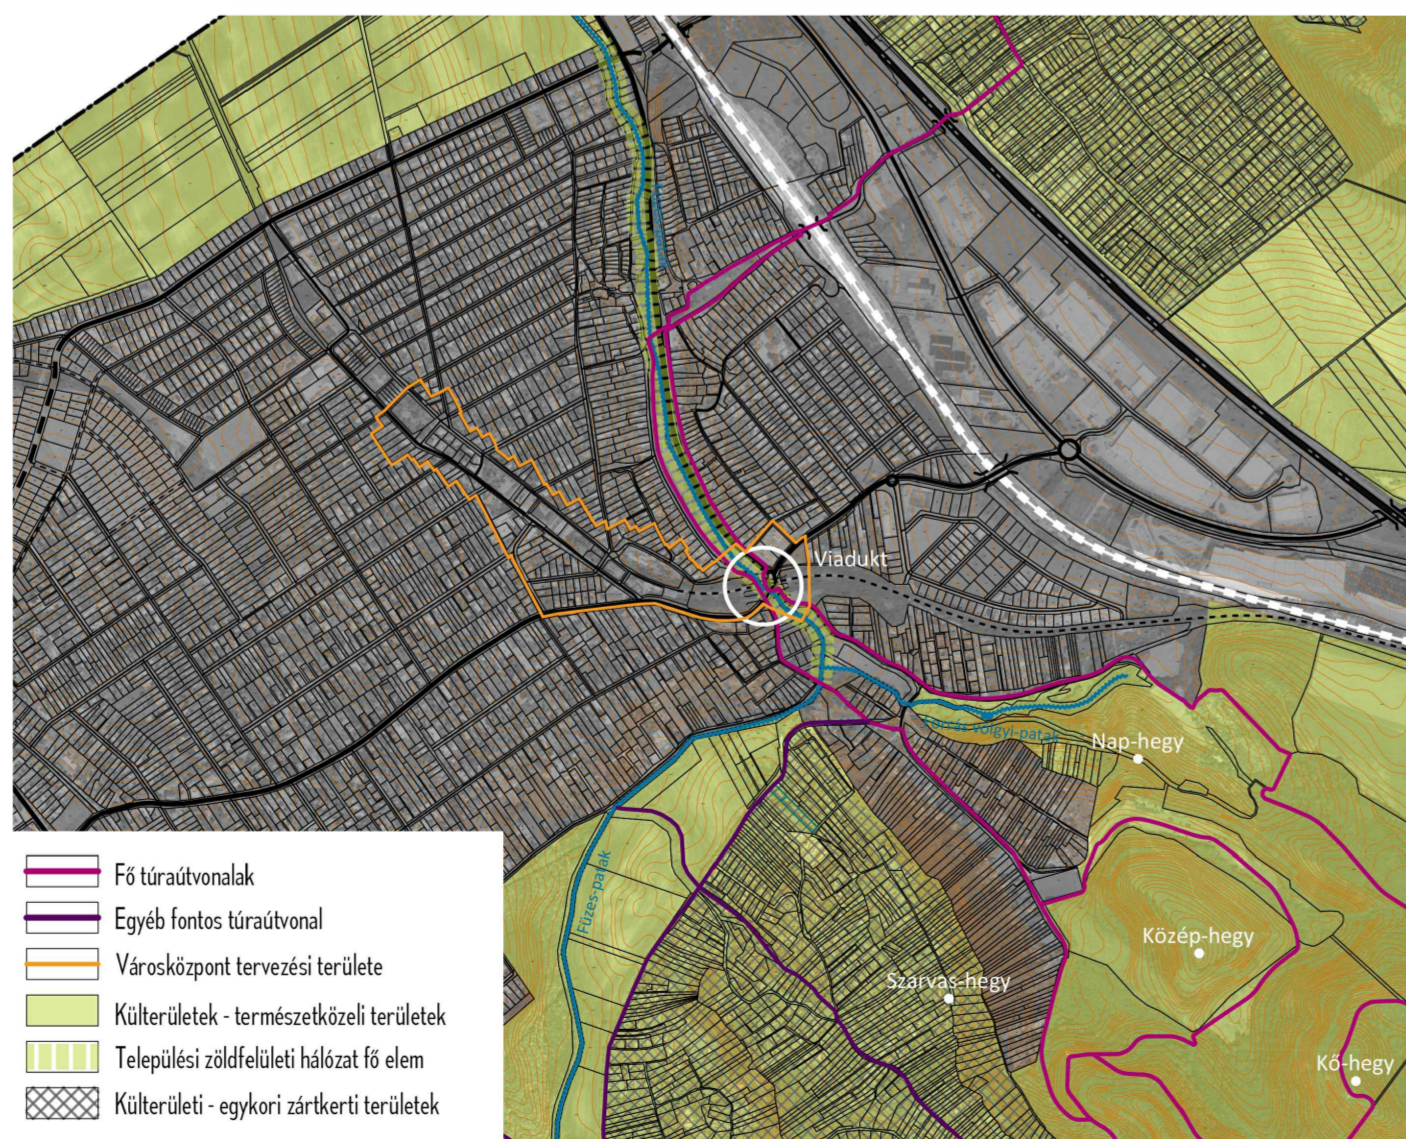 Viadukt
Forrás völgyi-patak
Nap-hegy
Füzes-patak
Közép-hegy
Szarvas-hegy
Kő-hegy
Fő túraútvonalak
Egyéb fontos túraútvonal
Városközpont tervezési területe
Külterületek - természetközeli területek
Települési zöldfelületi hálózat fő elem
Külterületi - egykori zártkerti területek